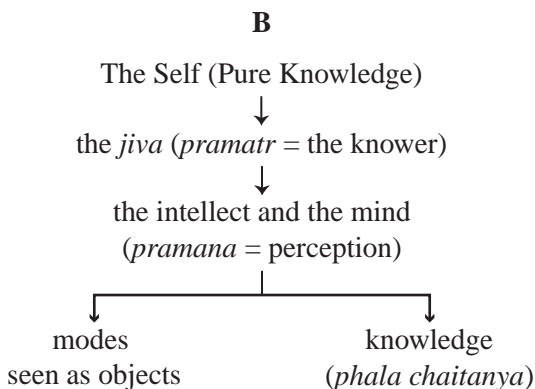 B
The Self (Pure Knowledge)
the jiva (pramatr = the knower)
the intellect and the mind
(pramana = perception)
modes
seen as objects
knowledge
(phala chaitanya)